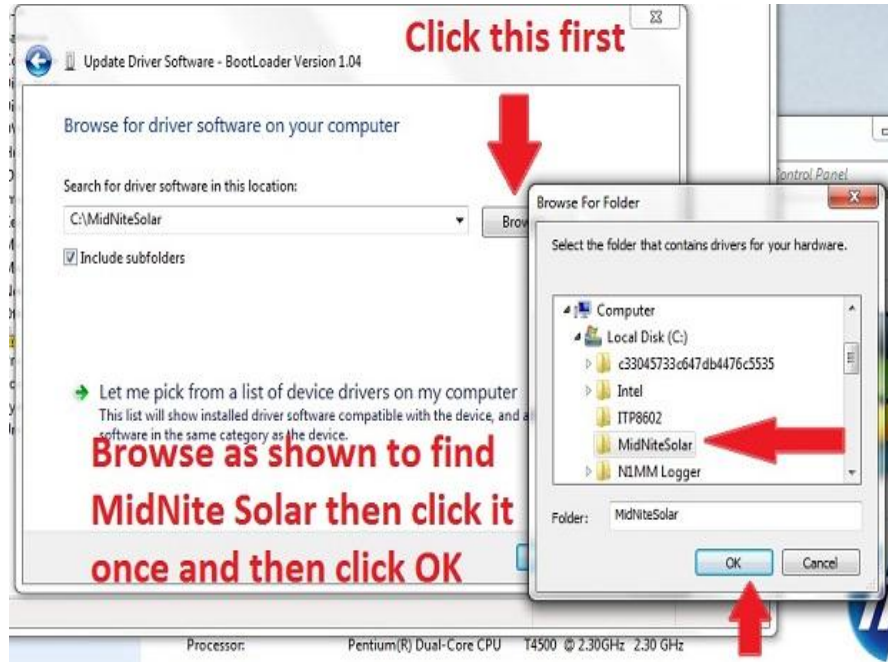 Click this first
Update Driver Software - BootLoader Version 1.04
Browse for driver software on your computer
Search for driver software in this location:
C:\MidNiteSolar
Include subfolders
Let me pick from a list of device drivers on my computer
This list will show installed driver software compatible with the device, and
software in the same category as the device.
Browse as shown to find
MidNite Solar then click it
once and then click OK
Control Panel
Browse For Folder
Select the folder that contains drivers for your hardware.
Computer
Local Disk (C:)
c33045733c647db4476c5535
Intel
ITP8602
MidNiteSolar
N1MM Logger
Folder: MidNiteSolar
OK Cancel
Processor: Pentium(R) Dual-Core CPU T4500 @ 2.30GHz 2.30 GHz